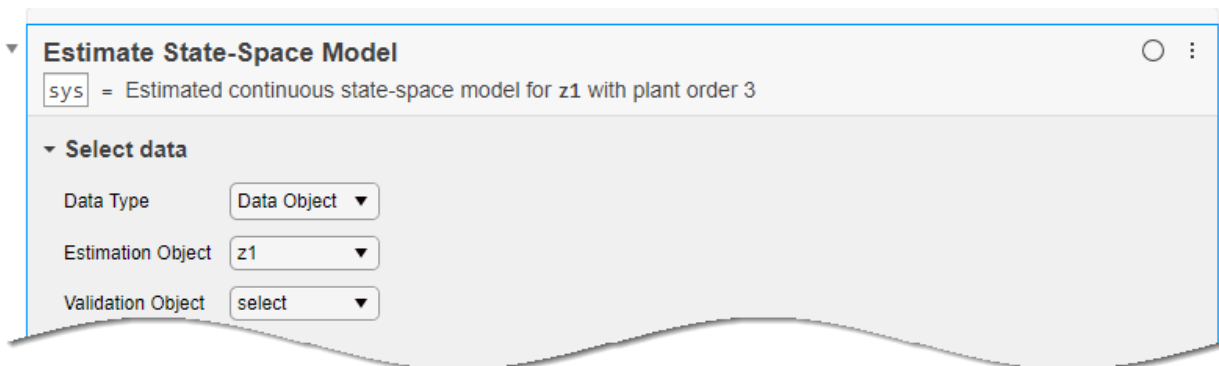 Estimate State-Space Model
sys = Estimated continuous state-space model for z1 with plant order 3
Select data
Data Type Data Object
Estimation Object z1
Validation Object select